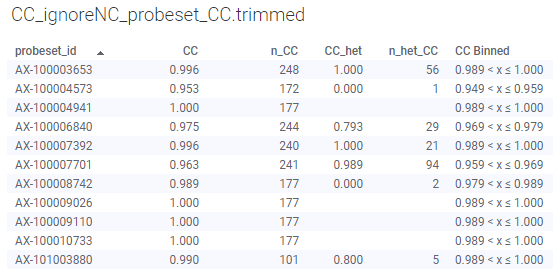 CC_ignoreNC_probeset_CC.trimmed
probeset_id CC n_CC CC_het n_het_CC CC Binned
AX-100003653 0.996 248 1.000 56 0.989 < x ≤ 1.000
AX-100004573 0.953 172 0.000 1 0.949 < x ≤ 0.959
AX-100004941 1.000 177 0.989 < x ≤ 1.000
AX-100006840 0.975 244 0.793 29 0.969 < x ≤ 0.979
AX-100007392 0.996 240 1.000 21 0.989 < x ≤ 1.000
AX-100007701 0.963 241 0.989 94 0.959 < x ≤ 0.969
AX-100008742 0.989 177 0.000 2 0.979 < x ≤ 0.989
AX-100009026 1.000 177 0.989 < x ≤ 1.000
AX-100009110 1.000 177 0.989 < x ≤ 1.000
AX-100010733 1.000 177 0.989 < x ≤ 1.000
AX-101003880 0.990 101 0.800 5 0.989 < x ≤ 1.000